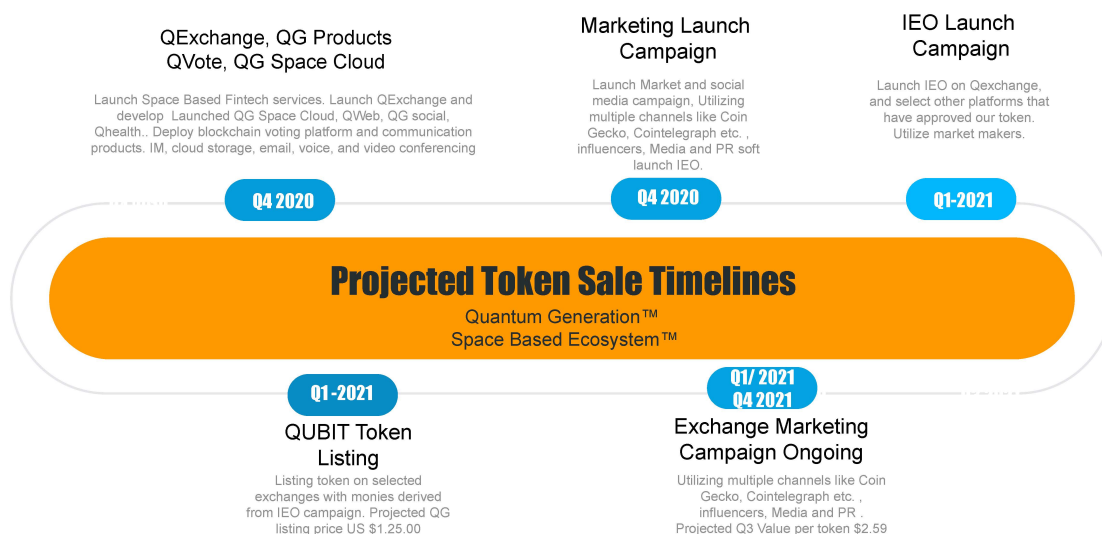 QExchange, QG Products
QVote, QG Space Cloud
Launch Space Based Fintech services. Launch QExchange and
develop Launched QG Space Cloud, QWeb, QG social,
Qhealth.. Deploy blockchain voting platform and communication
products. IM, cloud storage, email, voice, and video conferencing
Q4 2020
Marketing Launch
Campaign
Launch Market and social
media campaign, Utilizing
multiple channels like Coin
Gecko, Cointelegraph etc. ,
influencers, Media and PR soft
launch IEO.
Q4 2020
IEO Launch
Campaign
Launch IEO on Qexchange,
and select other platforms that
have approved our token.
Utilize market makers.
Q1-2021
Projected Token Sale Timelines
Quantum Generation™
Space Based Ecosystem™
Q1 -2021
QUBIT Token
Listing
Listing token on selected
exchanges with monies derived
from IEO campaign. Projected QG
listing price US $1.25.00
Q1/ 2021
Q4 2021
Exchange Marketing
Campaign Ongoing
Utilizing multiple channels like Coin
Gecko, Cointelegraph etc. ,
influencers, Media and PR .
Projected Q3 Value per token $2.59